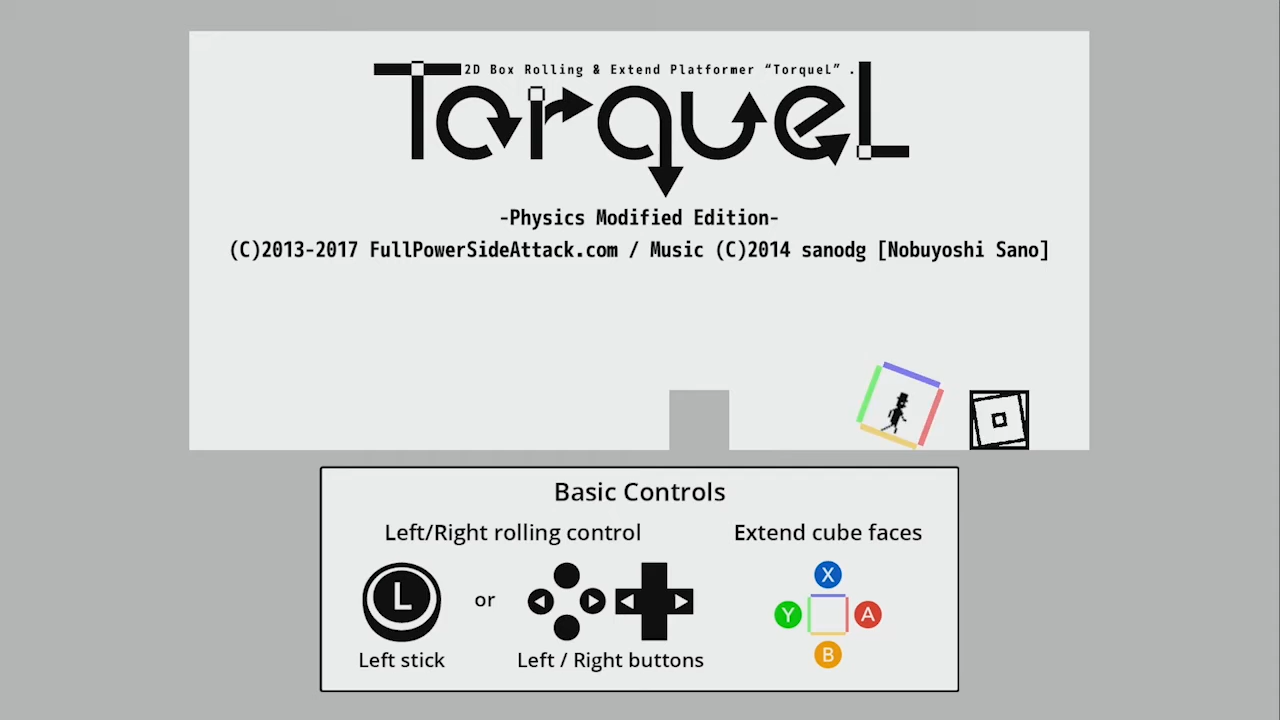 2D Box Rolling & Extend Platformer “TorqueL” .
TorqueL
-Physics Modified Edition-
(C)2013-2017 FullPowerSideAttack.com / Music (C)2014 sanodg [Nobuyoshi Sano]
Basic Controls
Left/Right rolling control
Extend cube faces
X
L
or
Y
A
B
Left stick
Left / Right buttons